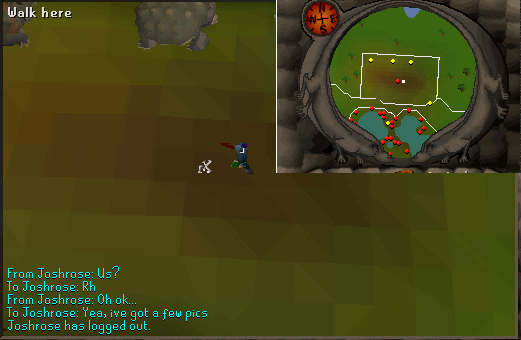 Walk here
N
W E
S
From Joshrose: Us?
To Joshrose: Rh
From Joshrose: Oh ok...
To Joshrose: Yea, ive got a few pics
Joshrose has logged out.